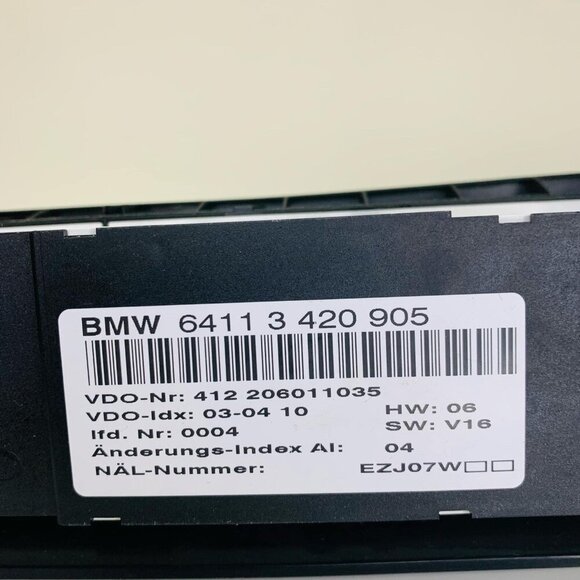 BMW 6411 3 420 905
VDO-Nr: 412 206011035
VDO-Idx: 03-04 10 HW: 06
lfd. Nr: 0004 SW: V16
Änderungs-Index AI: 04
NÄL-Nummer: EZJ07W□□